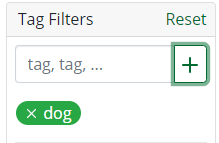 Tag Filters Reset
tag, tag, ...
× dog